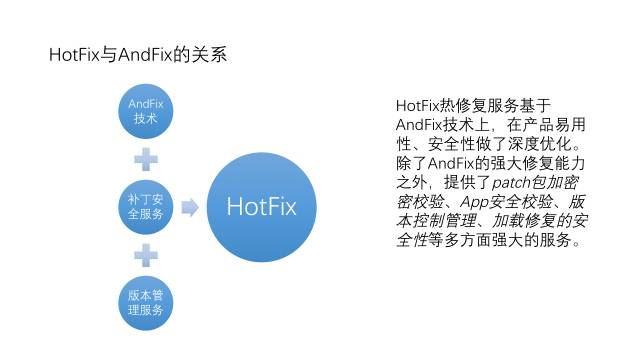 HotFix与AndFix的关系
AndFix
技术
补丁安
全服务
版本管
理服务
HotFix
HotFix热修复服务基于
AndFix技术上，在产品易用
性、安全性做了深度优化。
除了AndFix的强大修复能力
之外，提供了patch包加密
密校验、App安全校验、版
本控制管理、加载修复的安
全性等多方面强大的服务。